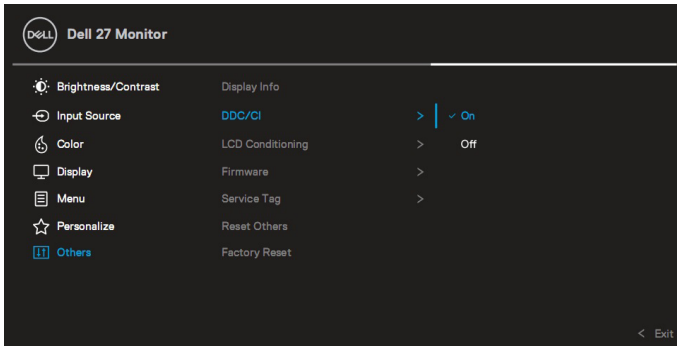 DELL Dell 27 Monitor
Brightness/Contrast Display Info
Input Source DDC/CI > ✓ On
Color LCD Conditioning > Off
Display Firmware >
Menu Service Tag >
Personalize Reset Others
Others Factory Reset
< Exit